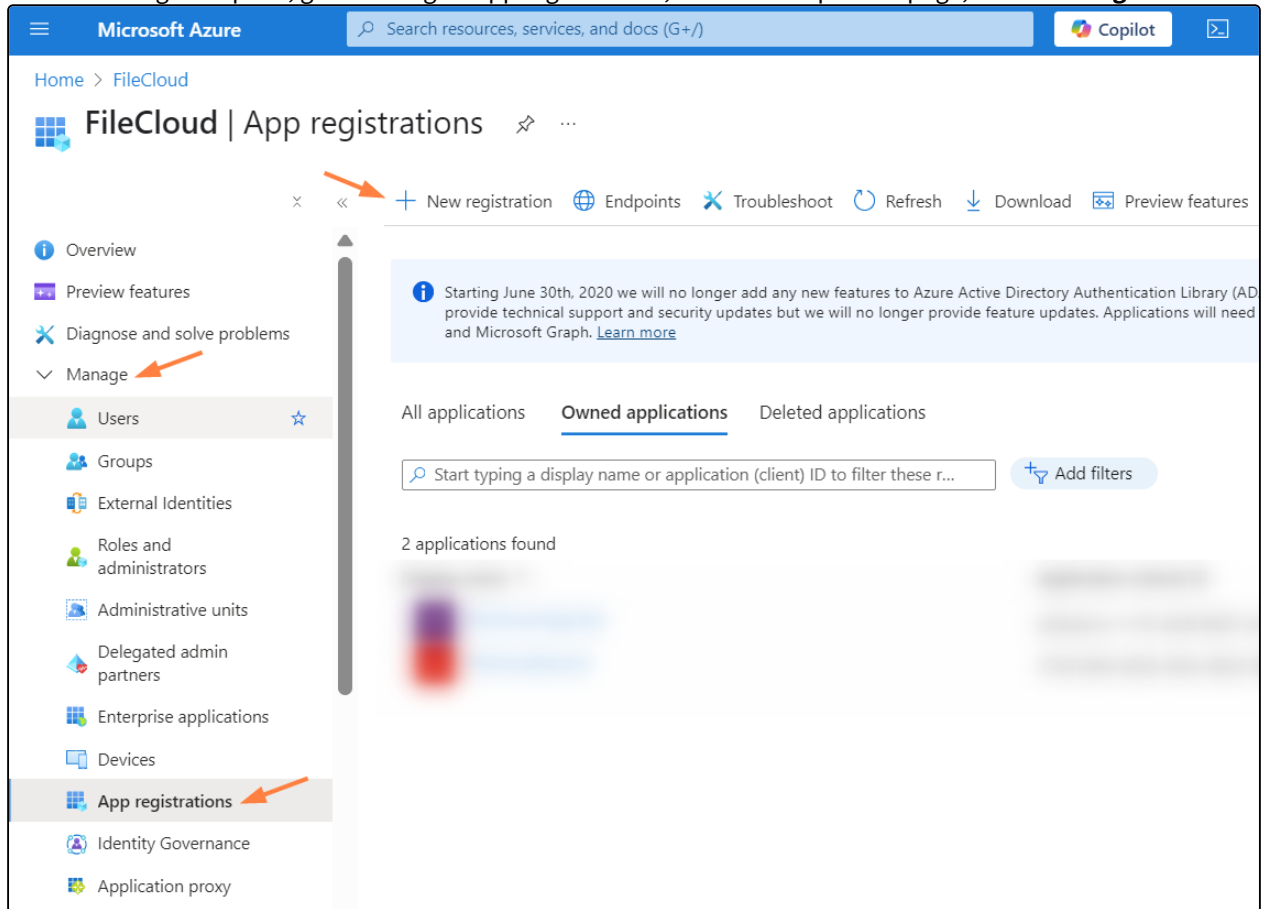 Microsoft Azure
Search resources, services, and docs (G+/)
Copilot
Home > FileCloud
FileCloud | App registrations
New registration
Endpoints
Troubleshoot
Refresh
Download
Preview features
Overview
Preview features
Diagnose and solve problems
Manage
Users
Groups
External Identities
Roles and
administrators
Administrative units
Delegated admin
partners
Enterprise applications
Devices
App registrations
Identity Governance
Application proxy
Starting June 30th, 2020 we will no longer add any new features to Azure Active Directory Authentication Library (AD
provide technical support and security updates but we will no longer provide feature updates. Applications will need
and Microsoft Graph. Learn more
All applications
Owned applications
Deleted applications
Start typing a display name or application (client) ID to filter these r...
Add filters
2 applications found